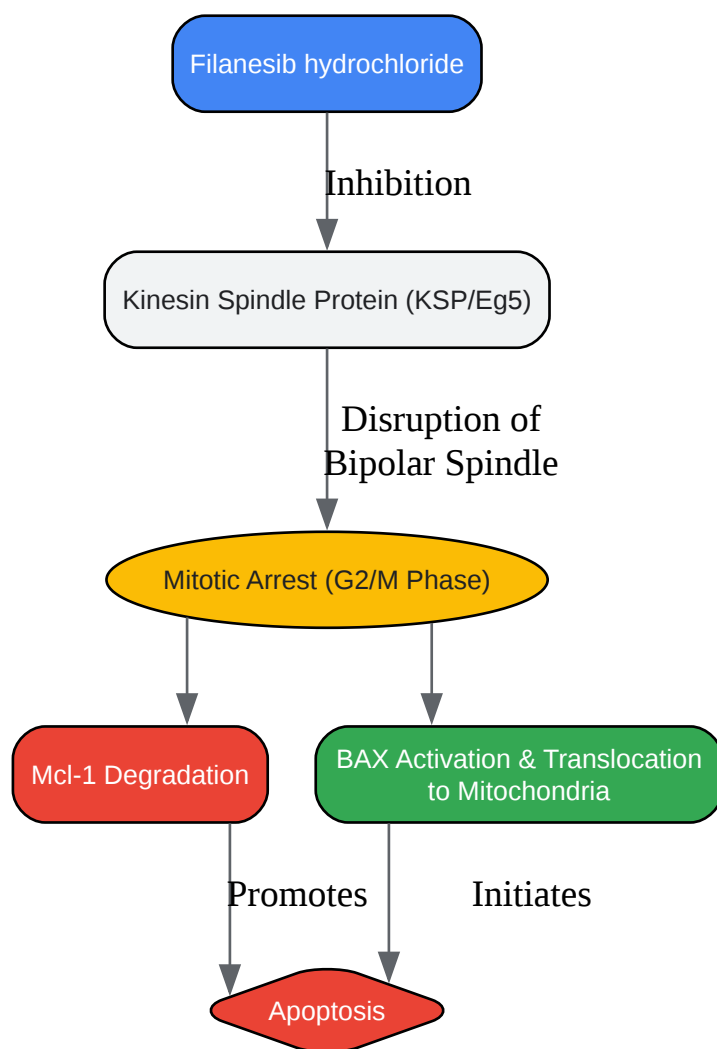 Filanesib hydrochloride
Inhibition
Kinesin Spindle Protein (KSP/Eg5)
Disruption of
Bipolar Spindle
Mitotic Arrest (G2/M Phase)
Mcl-1 Degradation
BAX Activation & Translocation
to Mitochondria
Promotes
Initiates
Apoptosis